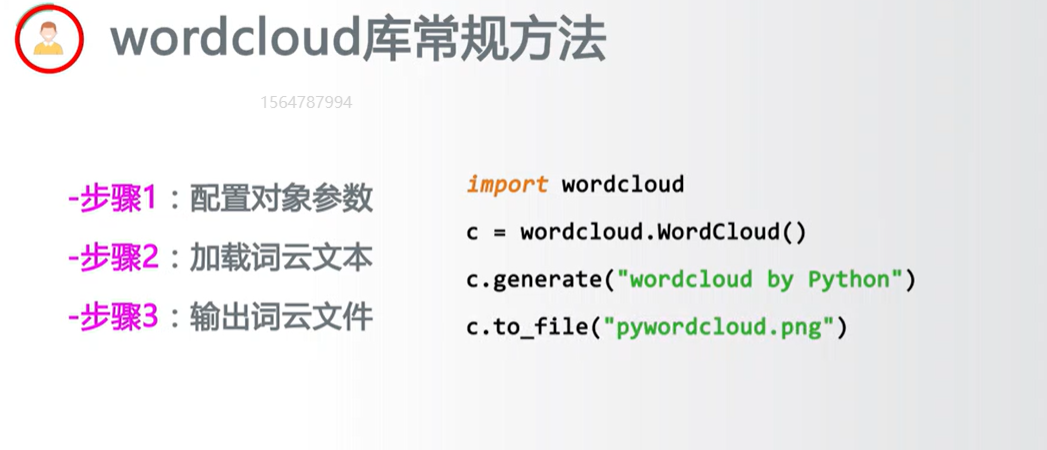 wordcloud库常规方法
1564787994
-步骤1：配置对象参数
-步骤2：加载词云文本
-步骤3：输出词云文件
import wordcloud
c = wordcloud.WordCloud()
c.generate("wordcloud by Python")
c.to_file("pywordcloud.png")